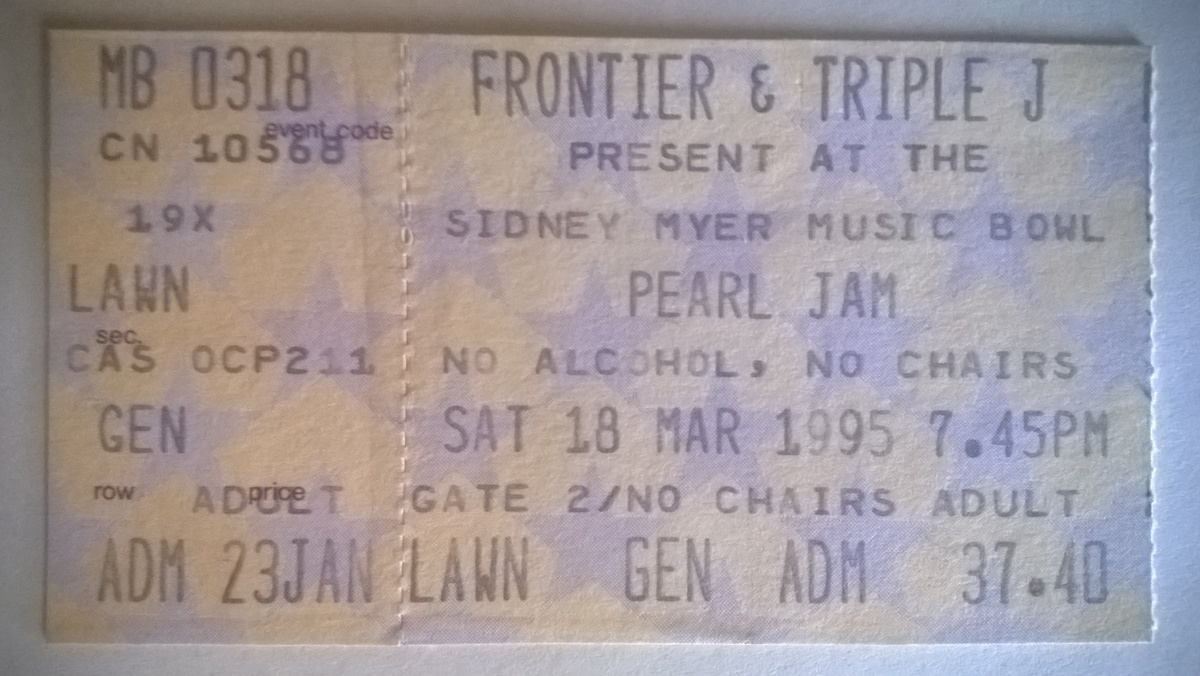 MB 0318
event code
CN 10568
19X
LAWN
sec.
CAS OCP211
GEN
row price
ADULT
ADM 23JAN
FRONTIER & TRIPLE J
PRESENT AT THE
SIDNEY MYER MUSIC BOWL
PEARL JAM
NO ALCOHOL, NO CHAIRS
SAT 18 MAR 1995 7.45PM
GATE 2/NO CHAIRS ADULT
LAWN GEN ADM 37.40